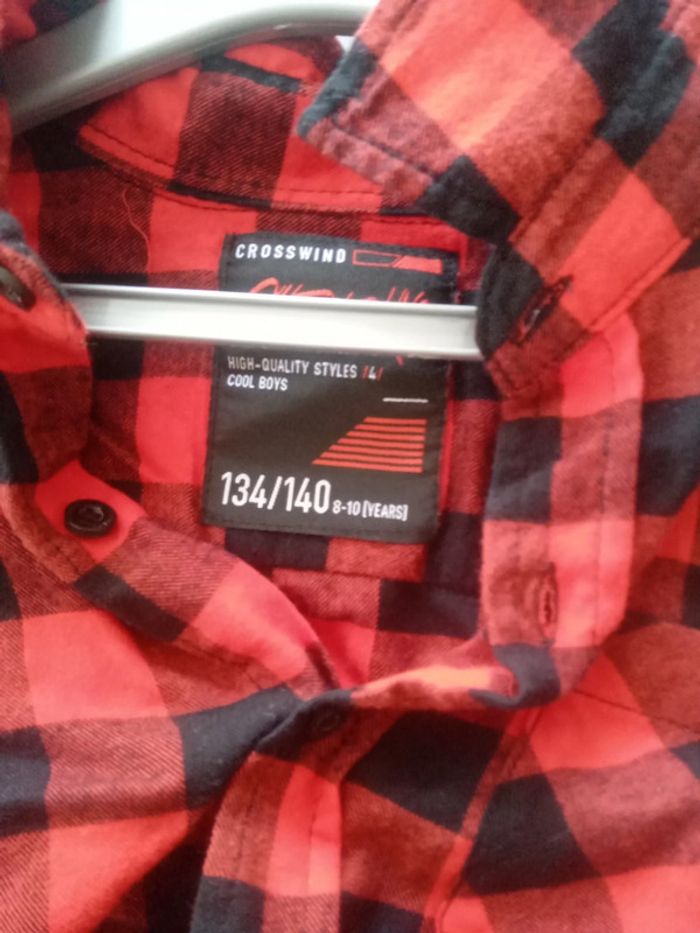 CROSSWIND
HIGH-QUALITY STYLES /4/
COOL BOYS
134/140 8-10 [YEARS]